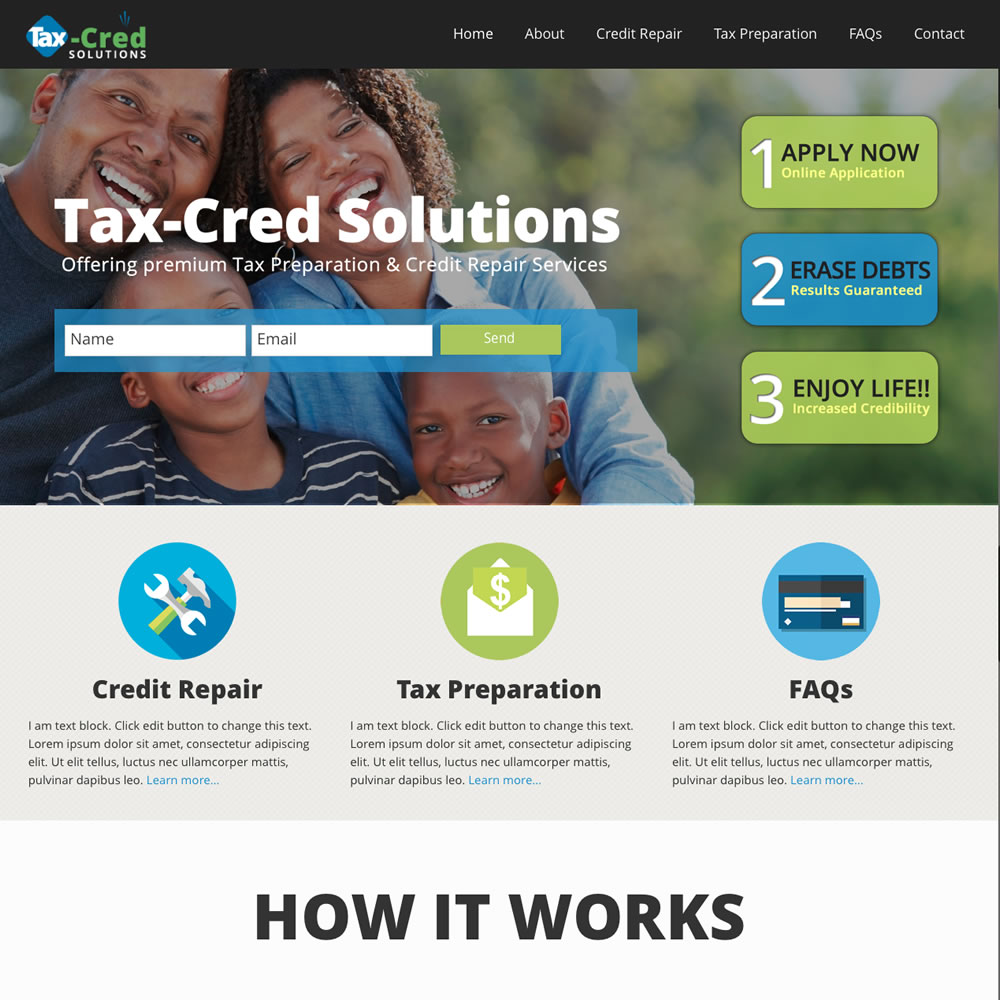 Tax-Cred
SOLUTIONS
Home About Credit Repair Tax Preparation FAQs Contact
Tax-Cred Solutions
Offering premium Tax Preparation & Credit Repair Services
Name Email Send
1 APPLY NOW
Online Application
2 ERASE DEBTS
Results Guaranteed
3 ENJOY LIFE!!
Increased Credibility
$
Credit Repair
I am text block. Click edit button to change this text.
Lorem ipsum dolor sit amet, consectetur adipiscing
elit. Ut elit tellus, luctus nec ullamcorper mattis,
pulvinar dapibus leo. Learn more...
Tax Preparation
I am text block. Click edit button to change this text.
Lorem ipsum dolor sit amet, consectetur adipiscing
elit. Ut elit tellus, luctus nec ullamcorper mattis,
pulvinar dapibus leo. Learn more...
FAQs
I am text block. Click edit button to change this text.
Lorem ipsum dolor sit amet, consectetur adipiscing
elit. Ut elit tellus, luctus nec ullamcorper mattis,
pulvinar dapibus leo. Learn more...
HOW IT WORKS